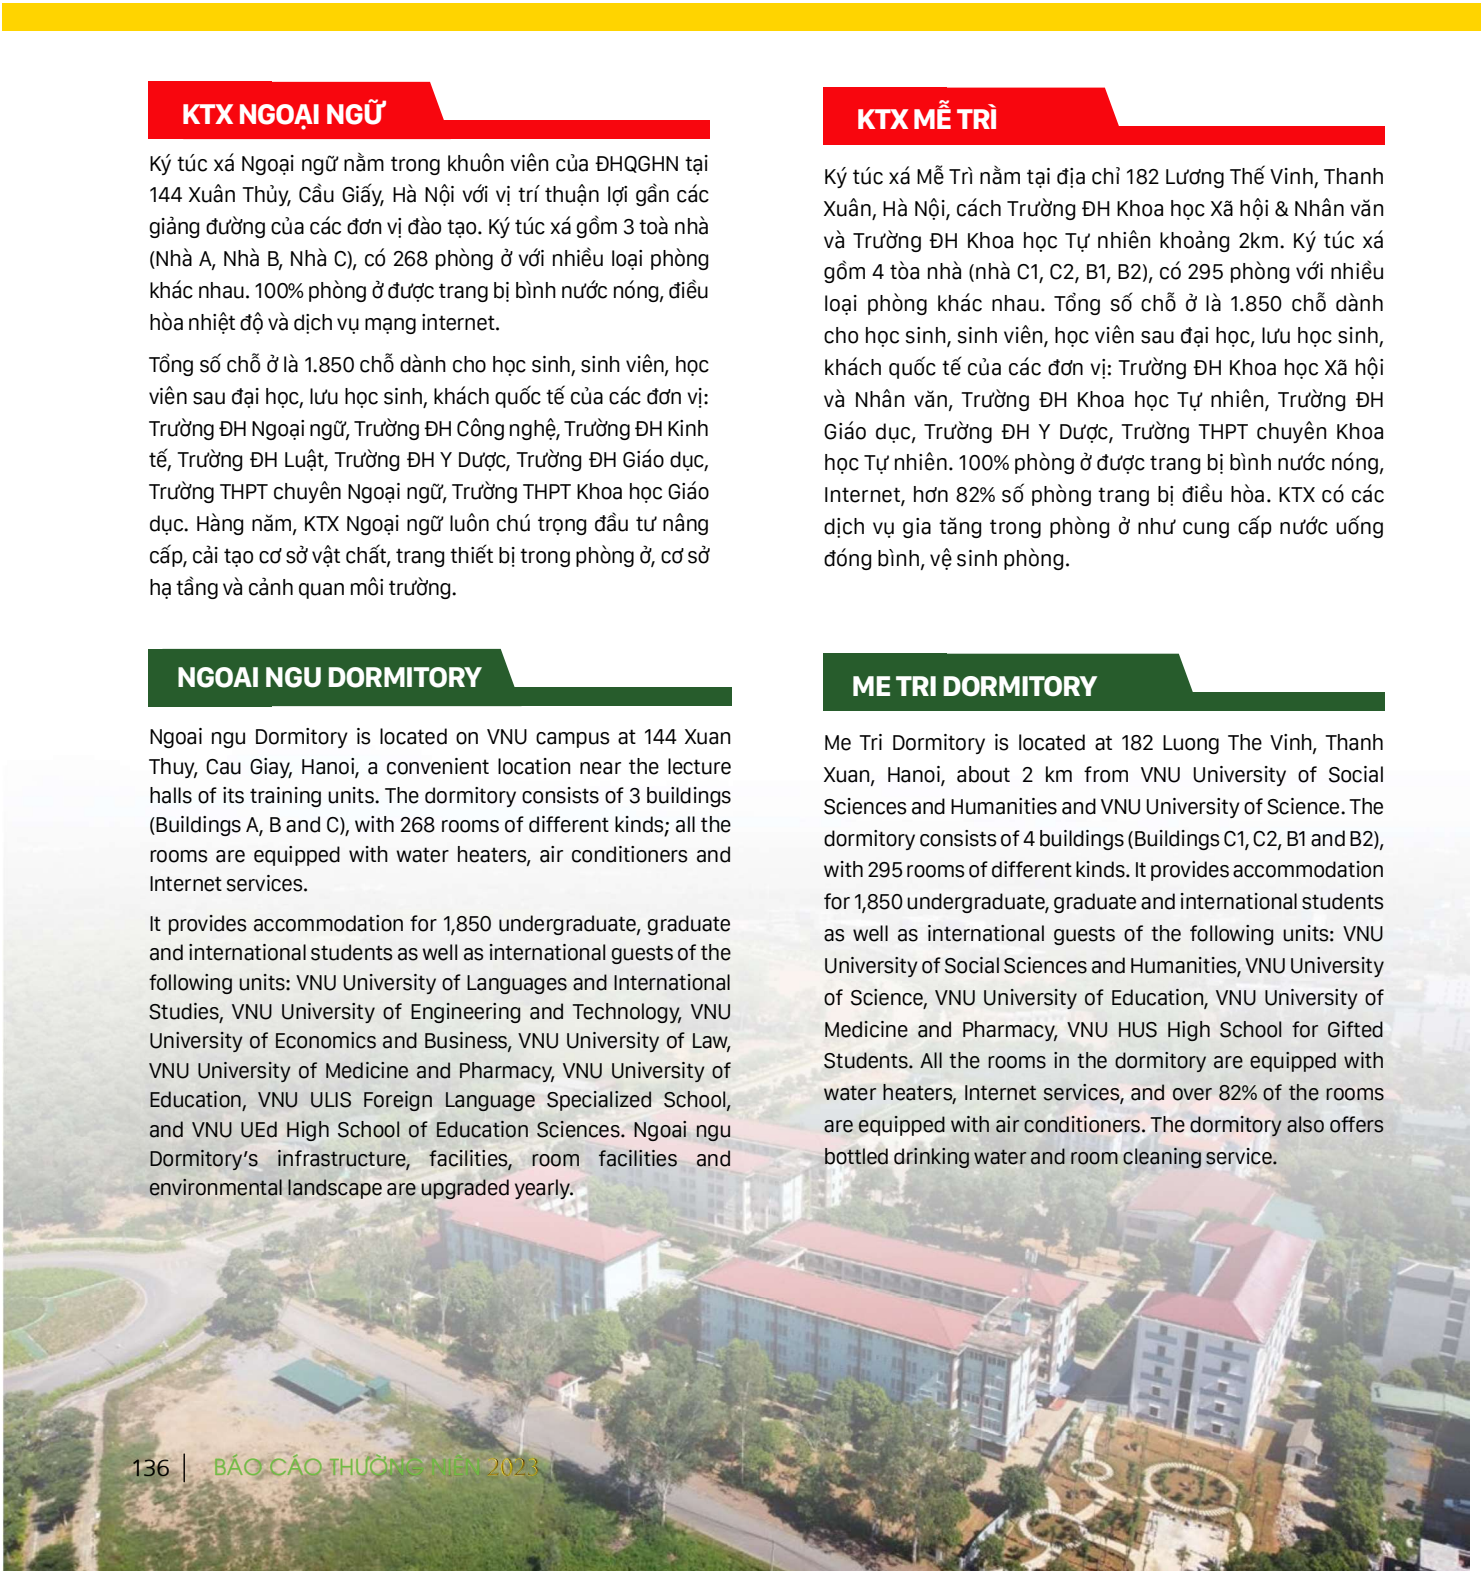 KTX NGOẠI NGỮ
Ký túc xá Ngoại ngữ nằm trong khuôn viên của ĐHQGHN tại
144 Xuân Thủy, Cầu Giấy, Hà Nội với vị trí thuận lợi gần các
giảng đường của các đơn vị đào tạo. Ký túc xá gồm 3 toà nhà
(Nhà A, Nhà B, Nhà C), có 268 phòng ở với nhiều loại phòng
khác nhau. 100% phòng ở được trang bị bình nước nóng, điều
hòa nhiệt độ và dịch vụ mạng internet.
Tổng số chỗ ở là 1.850 chỗ dành cho học sinh, sinh viên, học
viên sau đại học, lưu học sinh, khách quốc tế của các đơn vị:
Trường ĐH Ngoại ngữ, Trường ĐH Công nghệ, Trường ĐH Kinh
tế, Trường ĐH Luật, Trường ĐH Y Dược, Trường ĐH Giáo dục,
Trường THPT chuyên Ngoại ngữ, Trường THPT Khoa học Giáo
dục. Hàng năm, KTX Ngoại ngữ luôn chú trọng đầu tư nâng
cấp, cải tạo cơ sở vật chất, trang thiết bị trong phòng ở, cơ sở
hạ tầng và cảnh quan môi trường.
NGOAI NGU DORMITORY
Ngoai ngu Dormitory is located on VNU campus at 144 Xuan
Thuy, Cau Giay, Hanoi, a convenient location near the lecture
halls of its training units. The dormitory consists of 3 buildings
(Buildings A, B and C), with 268 rooms of different kinds; all the
rooms are equipped with water heaters, air conditioners and
Internet services.
It provides accommodation for 1,850 undergraduate, graduate
and international students as well as international guests of the
following units: VNU University of Languages and International
Studies, VNU University of Engineering and Technology, VNU
University of Economics and Business, VNU University of Law,
VNU University of Medicine and Pharmacy, VNU University of
Education, VNU ULIS Foreign Language Specialized School,
and VNU UEd High School of Education Sciences. Ngoai ngu
Dormitory's infrastructure, facilities, room facilities and
environmental landscape are upgraded yearly.
KTX MỄ TRÌ
Ký túc xá Mễ Trì nằm tại địa chỉ 182 Lương Thế Vinh, Thanh
Xuân, Hà Nội, cách Trường ĐH Khoa học Xã hội & Nhân văn
và Trường ĐH Khoa học Tự nhiên khoảng 2km. Ký túc xá
gồm 4 tòa nhà (nhà C1, C2, B1, B2), có 295 phòng với nhiều
loại phòng khác nhau. Tổng số chỗ ở là 1.850 chỗ dành
cho học sinh, sinh viên, học viên sau đại học, lưu học sinh,
khách quốc tế của các đơn vị: Trường ĐH Khoa học Xã hội
và Nhân văn, Trường ĐH Khoa học Tự nhiên, Trường ĐH
Giáo dục, Trường ĐH Y Dược, Trường THPT chuyên Khoa
học Tự nhiên. 100% phòng ở được trang bị bình nước nóng,
Internet, hơn 82% số phòng trang bị điều hòa. KTX có các
dịch vụ gia tăng trong phòng ở như cung cấp nước uống
đóng bình, vệ sinh phòng.
ME TRI DORMITORY
Me Tri Dormitory is located at 182 Luong The Vinh, Thanh
Xuan, Hanoi, about 2 km from VNU University of Social
Sciences and Humanities and VNU University of Science. The
dormitory consists of 4 buildings (Buildings C1, C2, B1 and B2),
with 295 rooms of different kinds. It provides accommodation
for 1,850 undergraduate, graduate and international students
as well as international guests of the following units: VNU
University of Social Sciences and Humanities, VNU University
of Science, VNU University of Education, VNU University of
Medicine and Pharmacy, VNU HUS High School for Gifted
Students. All the rooms in the dormitory are equipped with
water heaters, Internet services, and over 82% of the rooms
are equipped with air conditioners. The dormitory also offers
bottled drinking water and room cleaning service.
136 | BÁO CÁO THƯỜNG NIÊN 2023